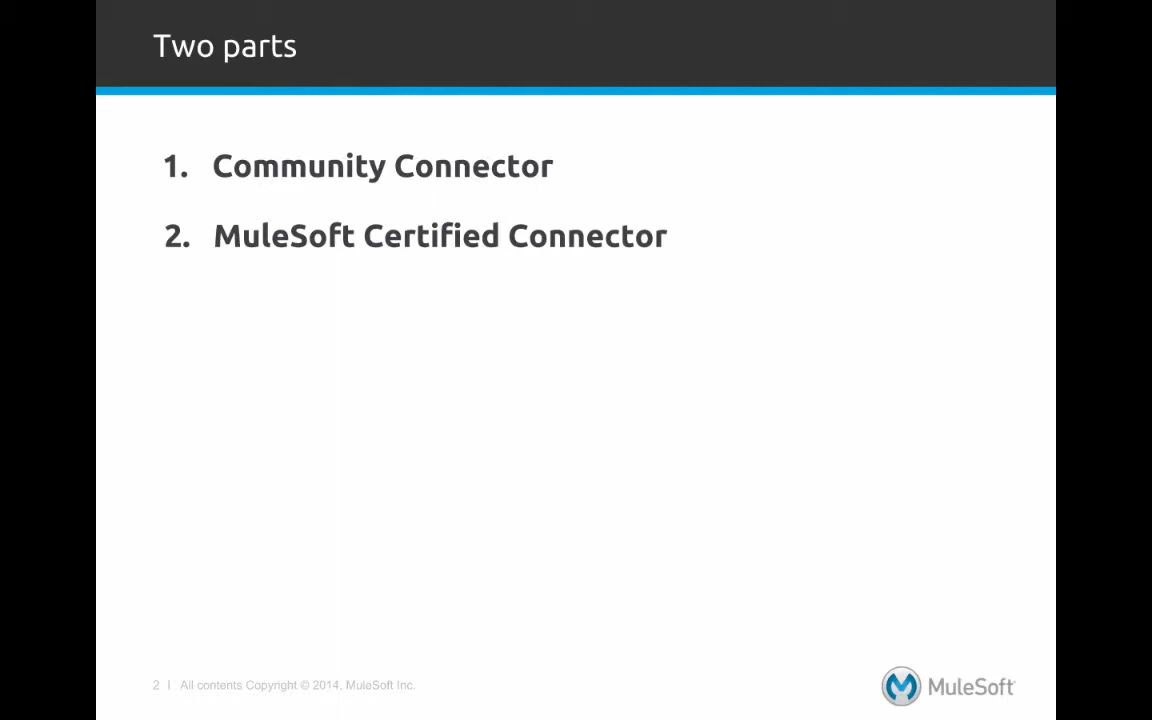 Two parts
1. Community Connector
2. MuleSoft Certified Connector
2 | All contents Copyright © 2014, MuleSoft Inc.
MuleSoft